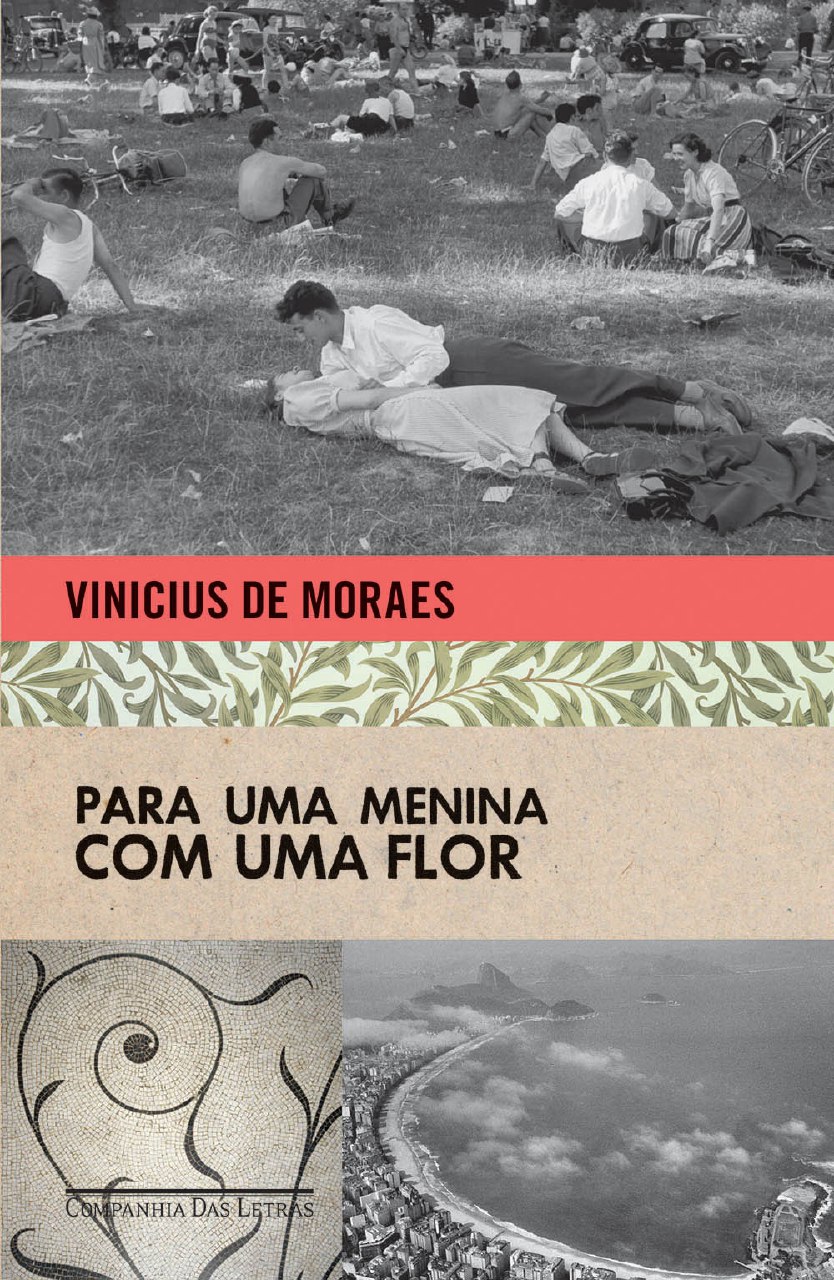 VINICIUS DE MORAES
PARA UMA MENINA
COM UMA FLOR
COMPANHIA DAS LETRAS